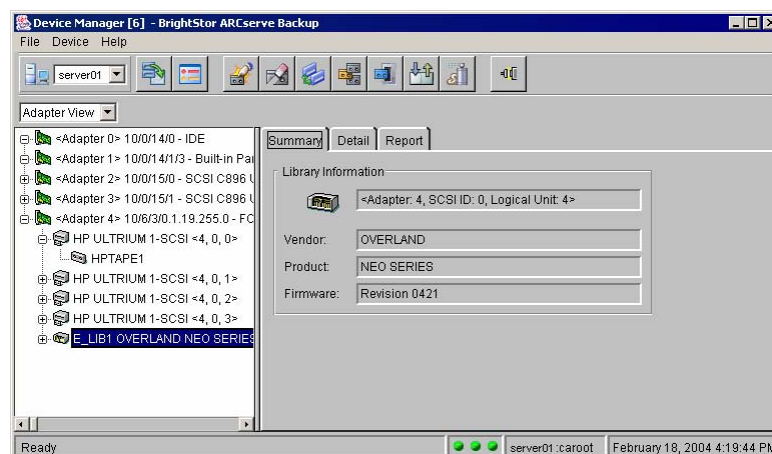 Device Manager [6] - BrightStor ARCserve Backup
File Device Help
server01
Adapter View
<Adapter 0> 10/0/14/0 - IDE
<Adapter 1> 10/0/14/1/3 - Built-in Par
<Adapter 2> 10/0/15/0 - SCSI C896 U
<Adapter 3> 10/0/15/1 - SCSI C896 U
<Adapter 4> 10/6/3/0.1.19.255.0 - FC
HP ULTRIUM 1-SCSI <4, 0, 0>
HPTAPE1
HP ULTRIUM 1-SCSI <4, 0, 1>
HP ULTRIUM 1-SCSI <4, 0, 2>
HP ULTRIUM 1-SCSI <4, 0, 3>
E_LIB1 OVERLAND NEO SERIES
Summary Detail Report
Library Information
<Adapter: 4, SCSI ID: 0, Logical Unit: 4>
Vendor: OVERLAND
Product: NEO SERIES
Firmware: Revision 0421
Ready
server01:caroot
February 18, 2004 4:19:44 PM